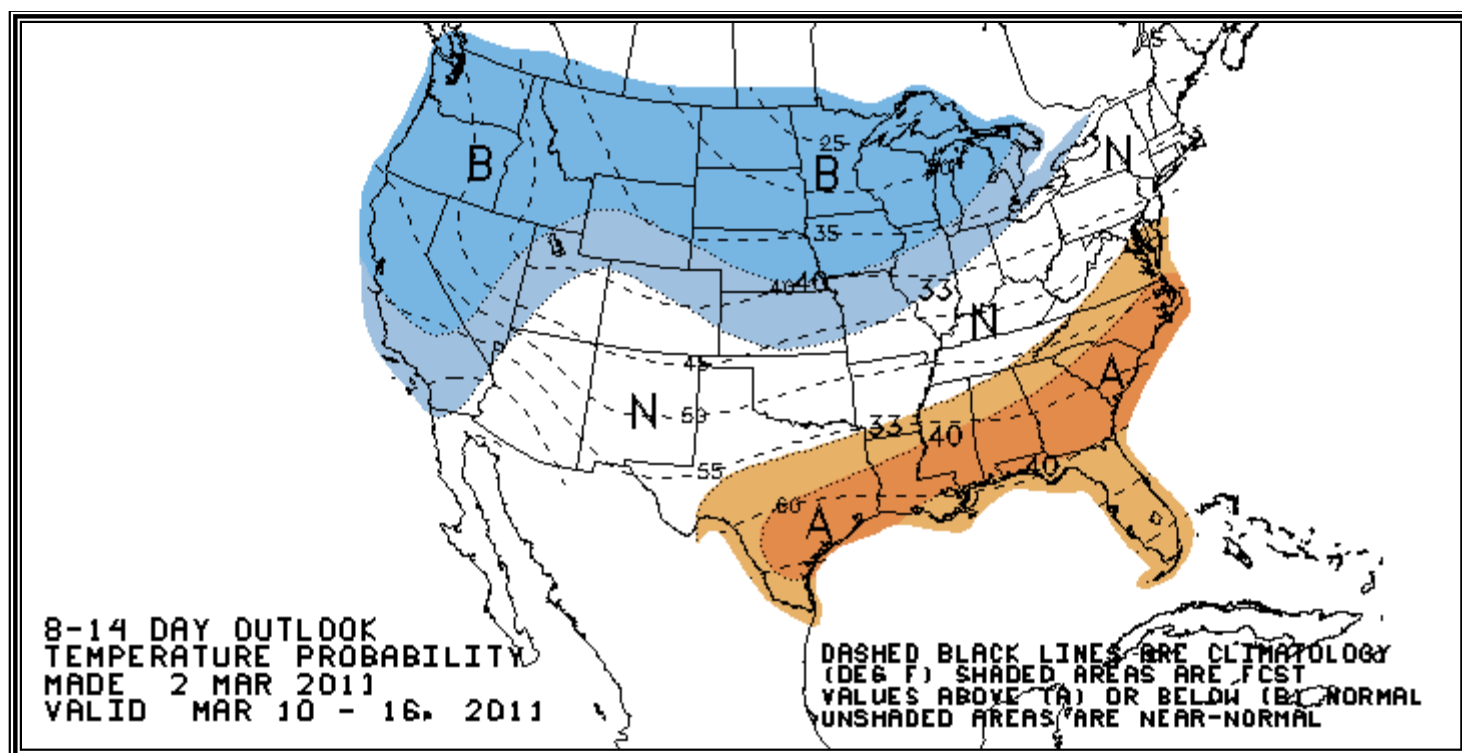 25
N
B
B
25
35
40
40
33
N
45
A
N
50
33
40
55
40
60
A
8-14 DAY OUTLOOK
TEMPERATURE PROBABILITY
MADE 2 MAR 2011
VALID MAR 10 - 16, 2011
DASHED BLACK LINES ARE CLIMATOLOGY
(DEG F) SHADED AREAS ARE FCST
VALUES ABOVE (A) OR BELOW (B) NORMAL
UNSHADED AREAS ARE NEAR-NORMAL